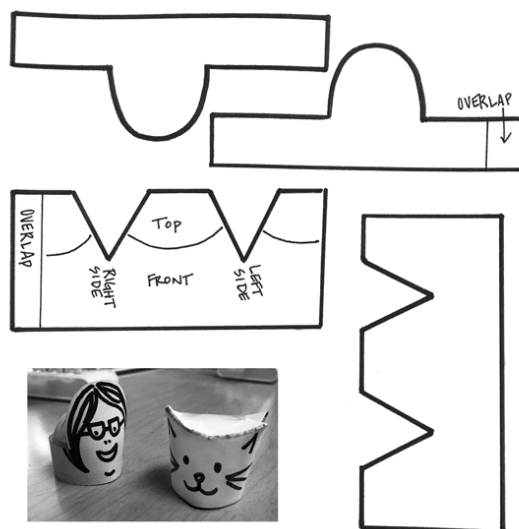 OVERLAP
OVERLAP
TOP
RIGHT
SIDE
FRONT
LEFT
SIDE